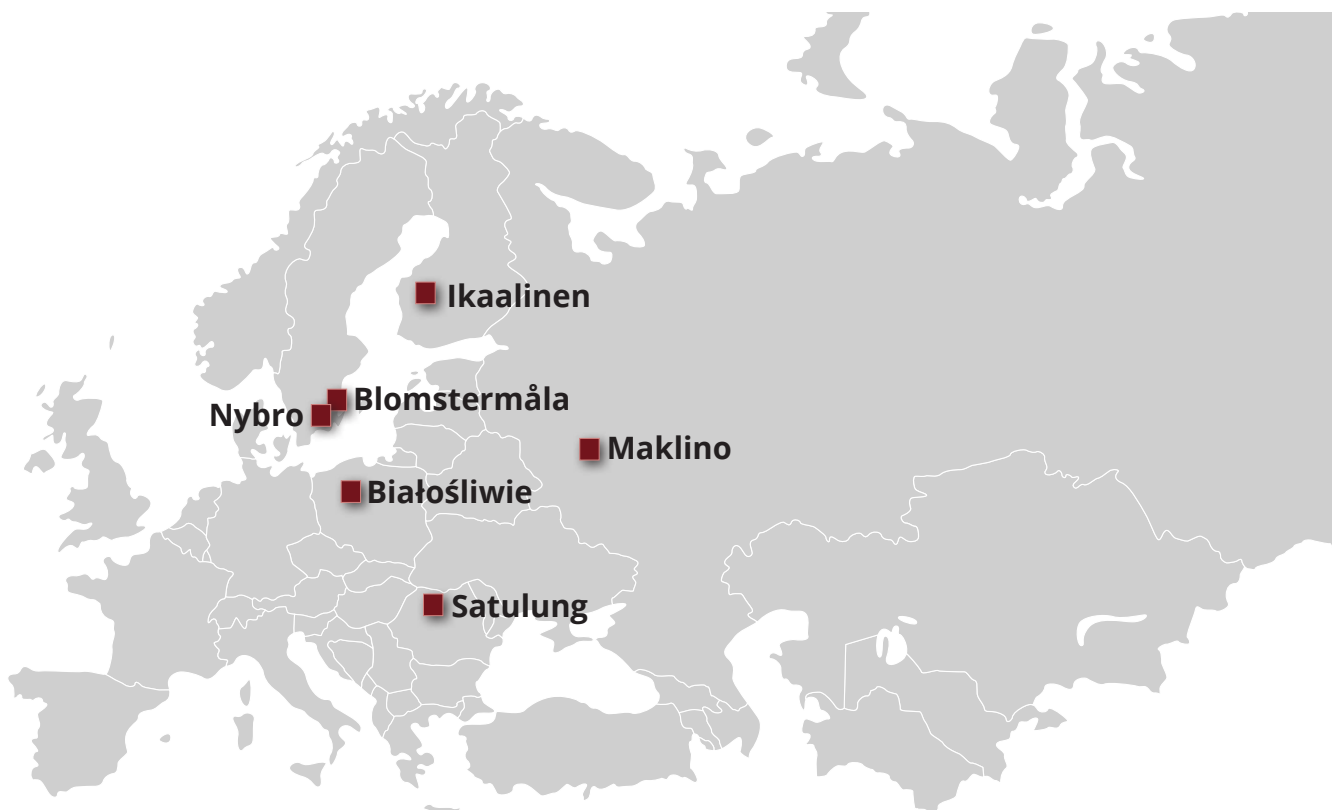 Ikaalinen
Blomstermåla
Nybro
Maklino
Białośliwie
Satulung